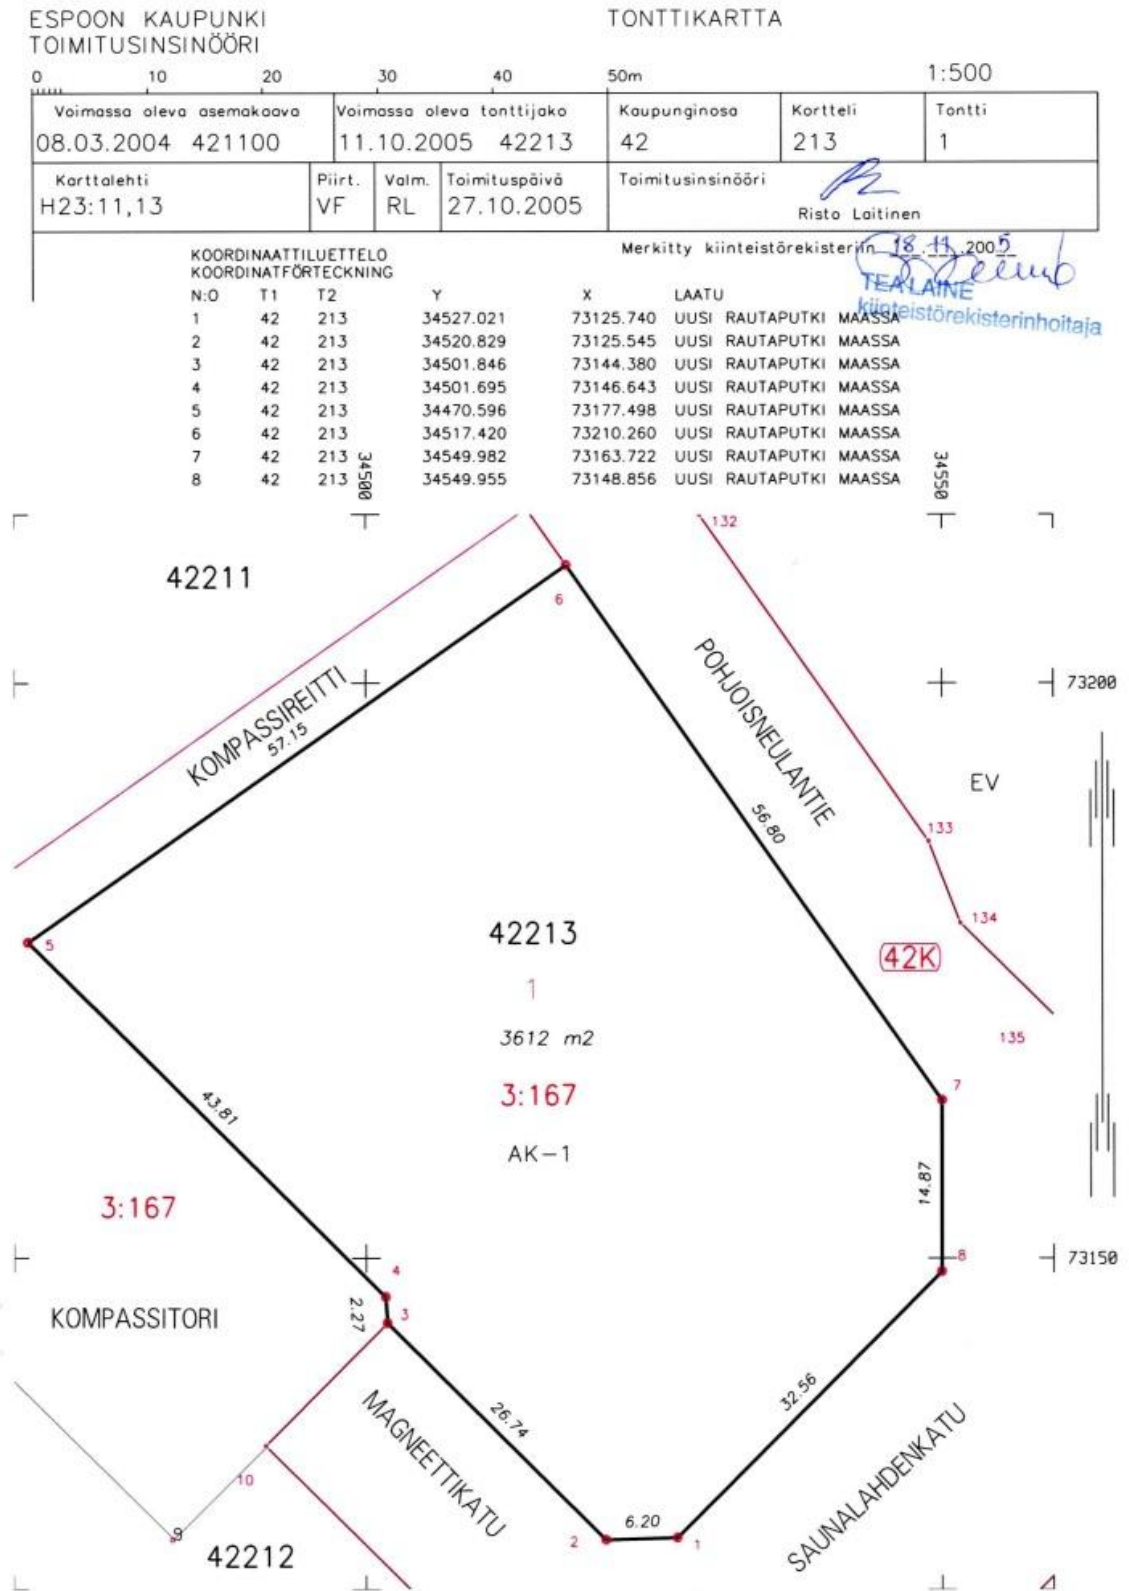 ESPOON KAUPUNKI TONTTIKARTTA
TOIMITUSINSINÖÖRI
0 10 20 30 40 50m 1:500
Voimassa oleva asemakaava Voimassa oleva tonttijako Kaupunginosa Kortteli Tontti
08.03.2004 421100 11.10.2005 42213 42 213 1
Karttalehti Piirt. Valm. Toimituspäivä Toimitusinsinööri
H23:11,13 VF RL 27.10.2005
Risto Laitinen
KOORDINAATTILUETTELO
KOORDINATFÖRTECKNING
Merkitty kiinteistörekisteriin 18.11.2005
TEA LAINE
kiinteistörekisterinhoitaja
N:O T1 T2 Y X LAATU
1 42 213 34527.021 73125.740 UUSI RAUTAPUTKI MAASSA
2 42 213 34520.829 73125.545 UUSI RAUTAPUTKI MAASSA
3 42 213 34501.846 73144.380 UUSI RAUTAPUTKI MAASSA
4 42 213 34501.695 73146.643 UUSI RAUTAPUTKI MAASSA
5 42 213 34470.596 73177.498 UUSI RAUTAPUTKI MAASSA
6 42 213 34517.420 73210.260 UUSI RAUTAPUTKI MAASSA
7 42 213 34549.982 73163.722 UUSI RAUTAPUTKI MAASSA
8 42 213 34549.955 73148.856 UUSI RAUTAPUTKI MAASSA
34500
34550
132
42211
6
POHJOISNEULANTIE
73200
KOMPASSIREITTI
57.15
EV
56.80
133
134
42213
5
42K
1
3612 m2
135
3:167
7
43.81
AK-1
14.87
3:167
8
73150
4
KOMPASSITORI
2.27
3
32.56
26.74
MAGNEETTIKATU
SAUNALAHDENKATU
10
6.20
9
2
1
42212